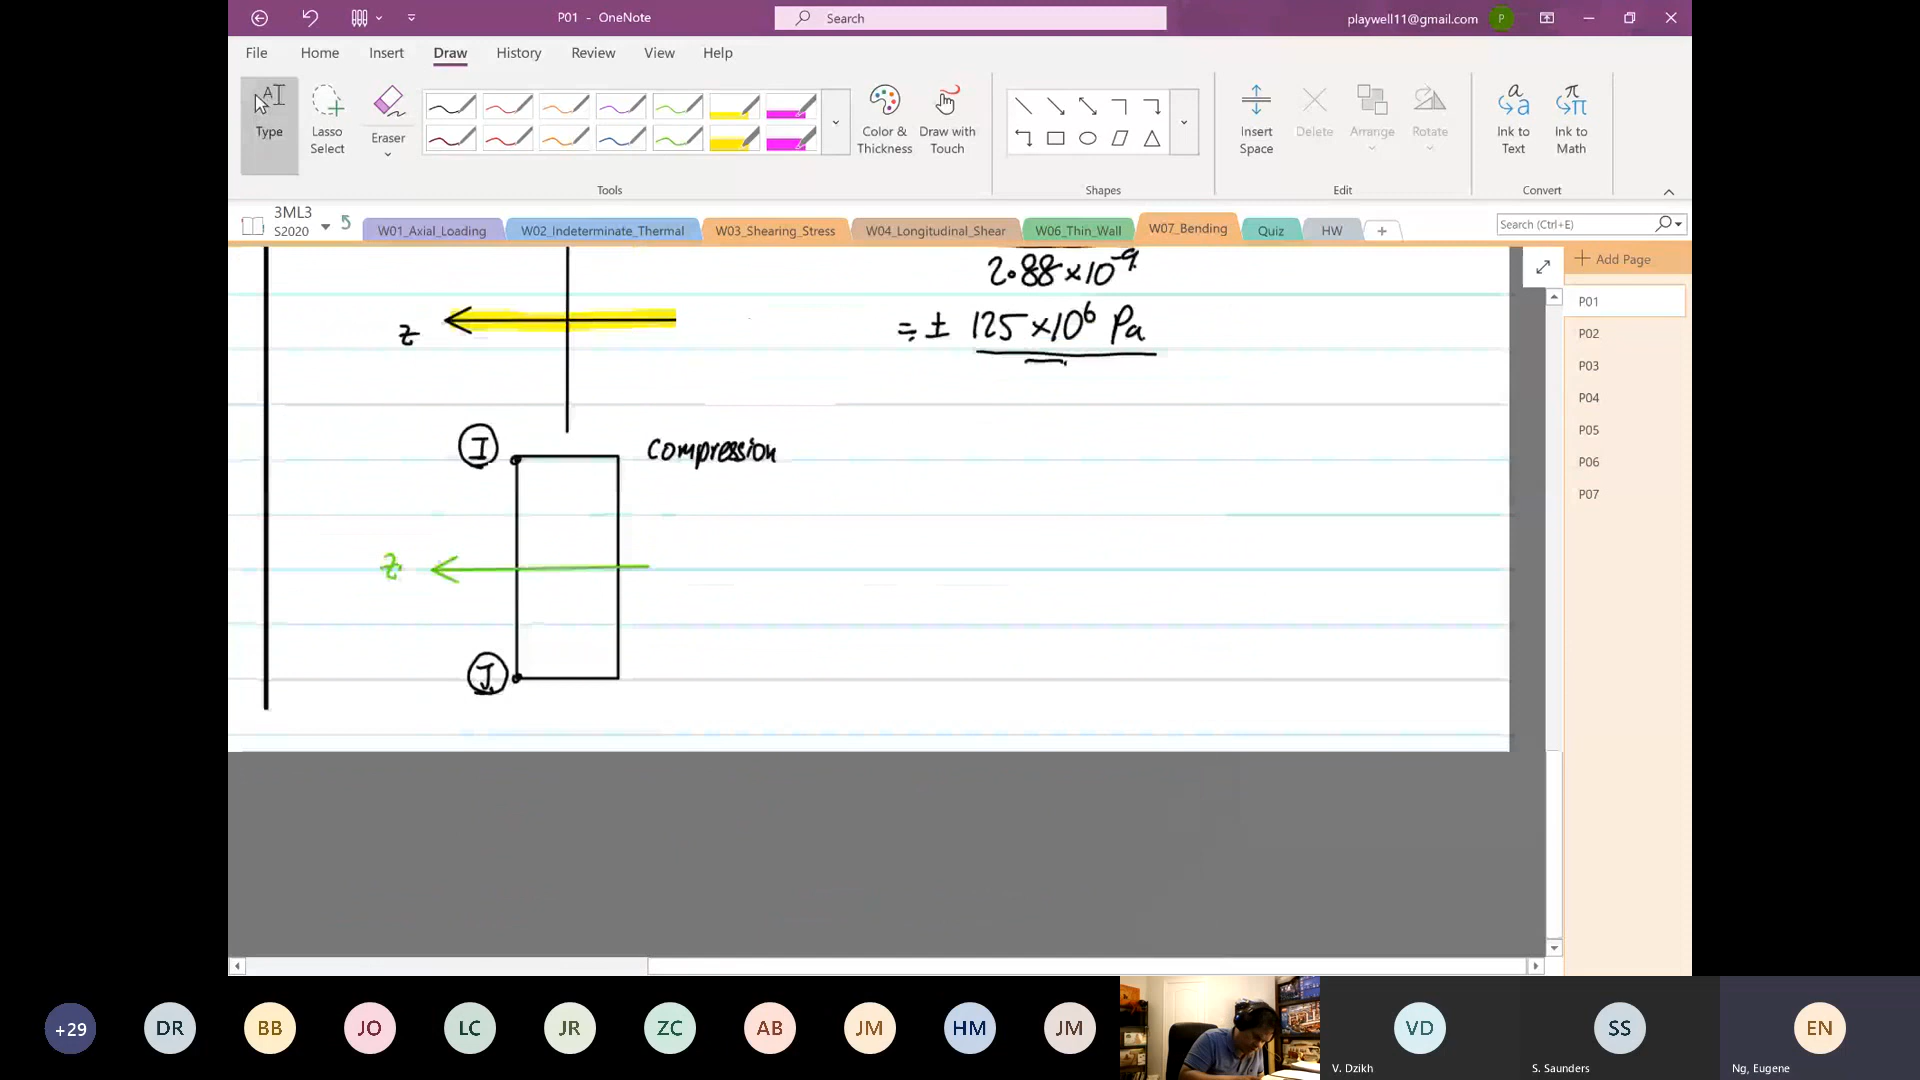 P01 - OneNote
Search
playwell11@gmail.com
P
File Home Insert Draw History Review View Help
Type
Lasso Select
Eraser
Color & Thickness
Draw with Touch
Insert Space
Delete
Arrange
Rotate
Ink to Text
Ink to Math
Tools
Shapes
Edit
Convert
3ML3 S2020
W01_Axial_Loading
W02_Indeterminate_Thermal
W03_Shearing_Stress
W04_Longitudinal_Shear
W06_Thin_Wall
W07_Bending
Quiz
HW
Search (Ctrl+E)
Add Page
P01
P02
P03
P04
P05
P06
P07
2.88×10⁻⁹
= ± 125×10⁶ Pa
z
I
Compression
z
J
+29 DR BB JO LC JR ZC AB JM HM JM VD SS EN
V. Dzikh
S. Saunders
Ng, Eugene